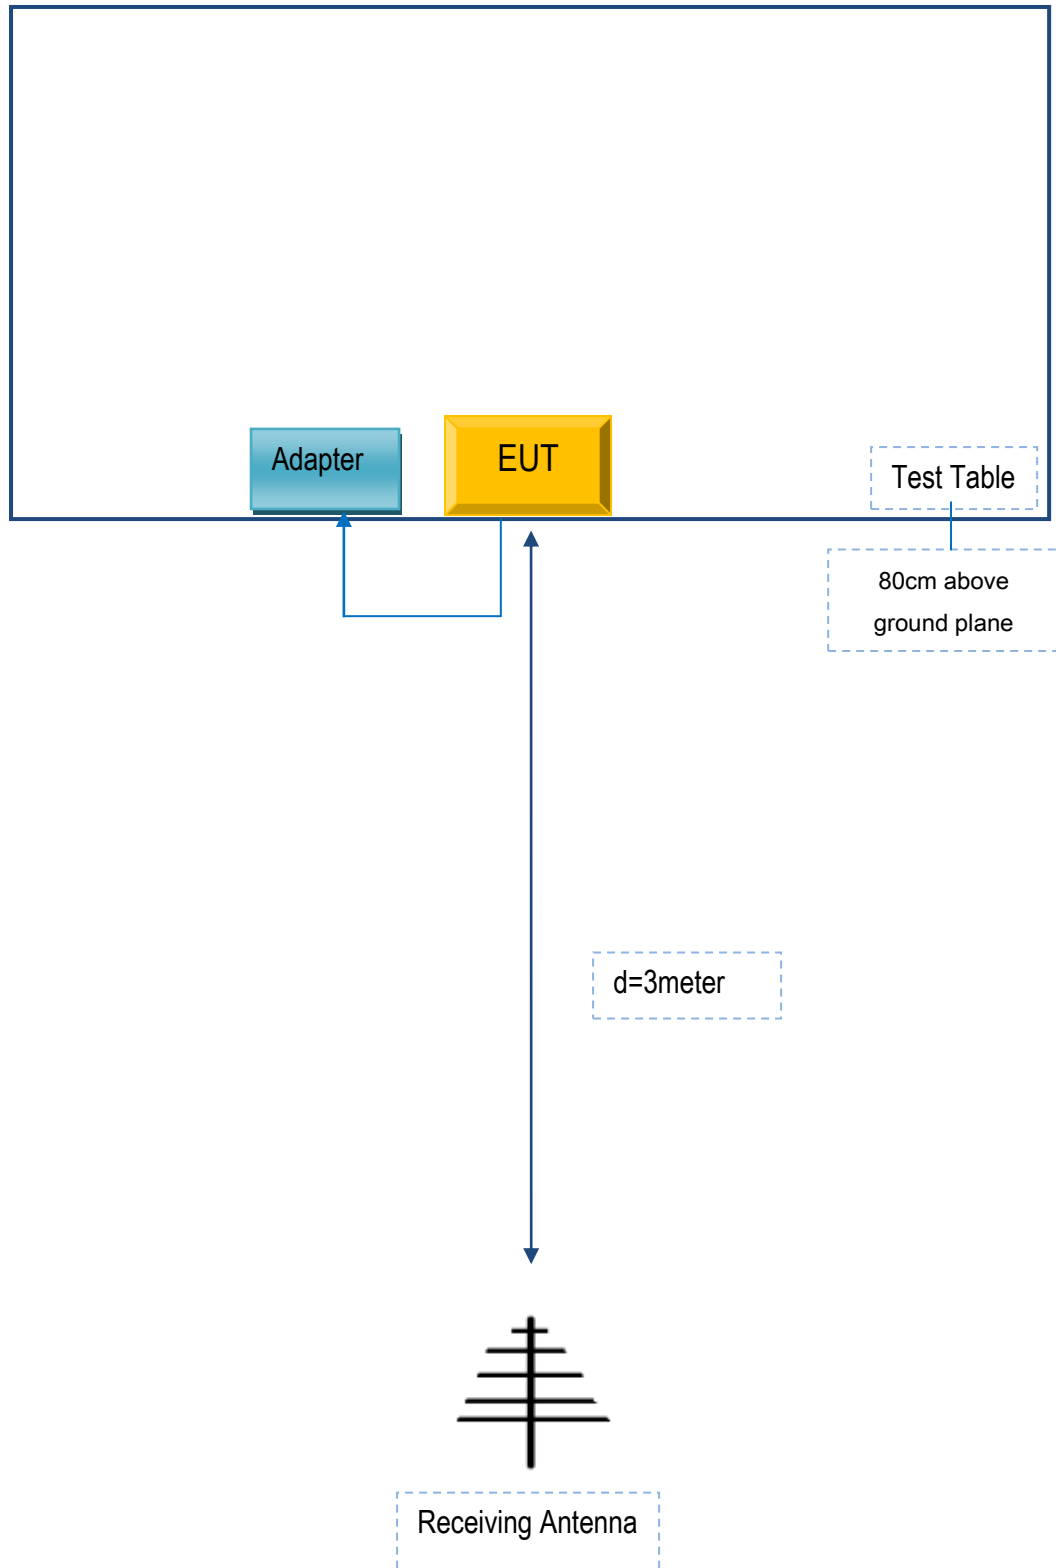 Adapter
EUT
Test Table
80cm above
ground plane
d=3meter
Receiving Antenna